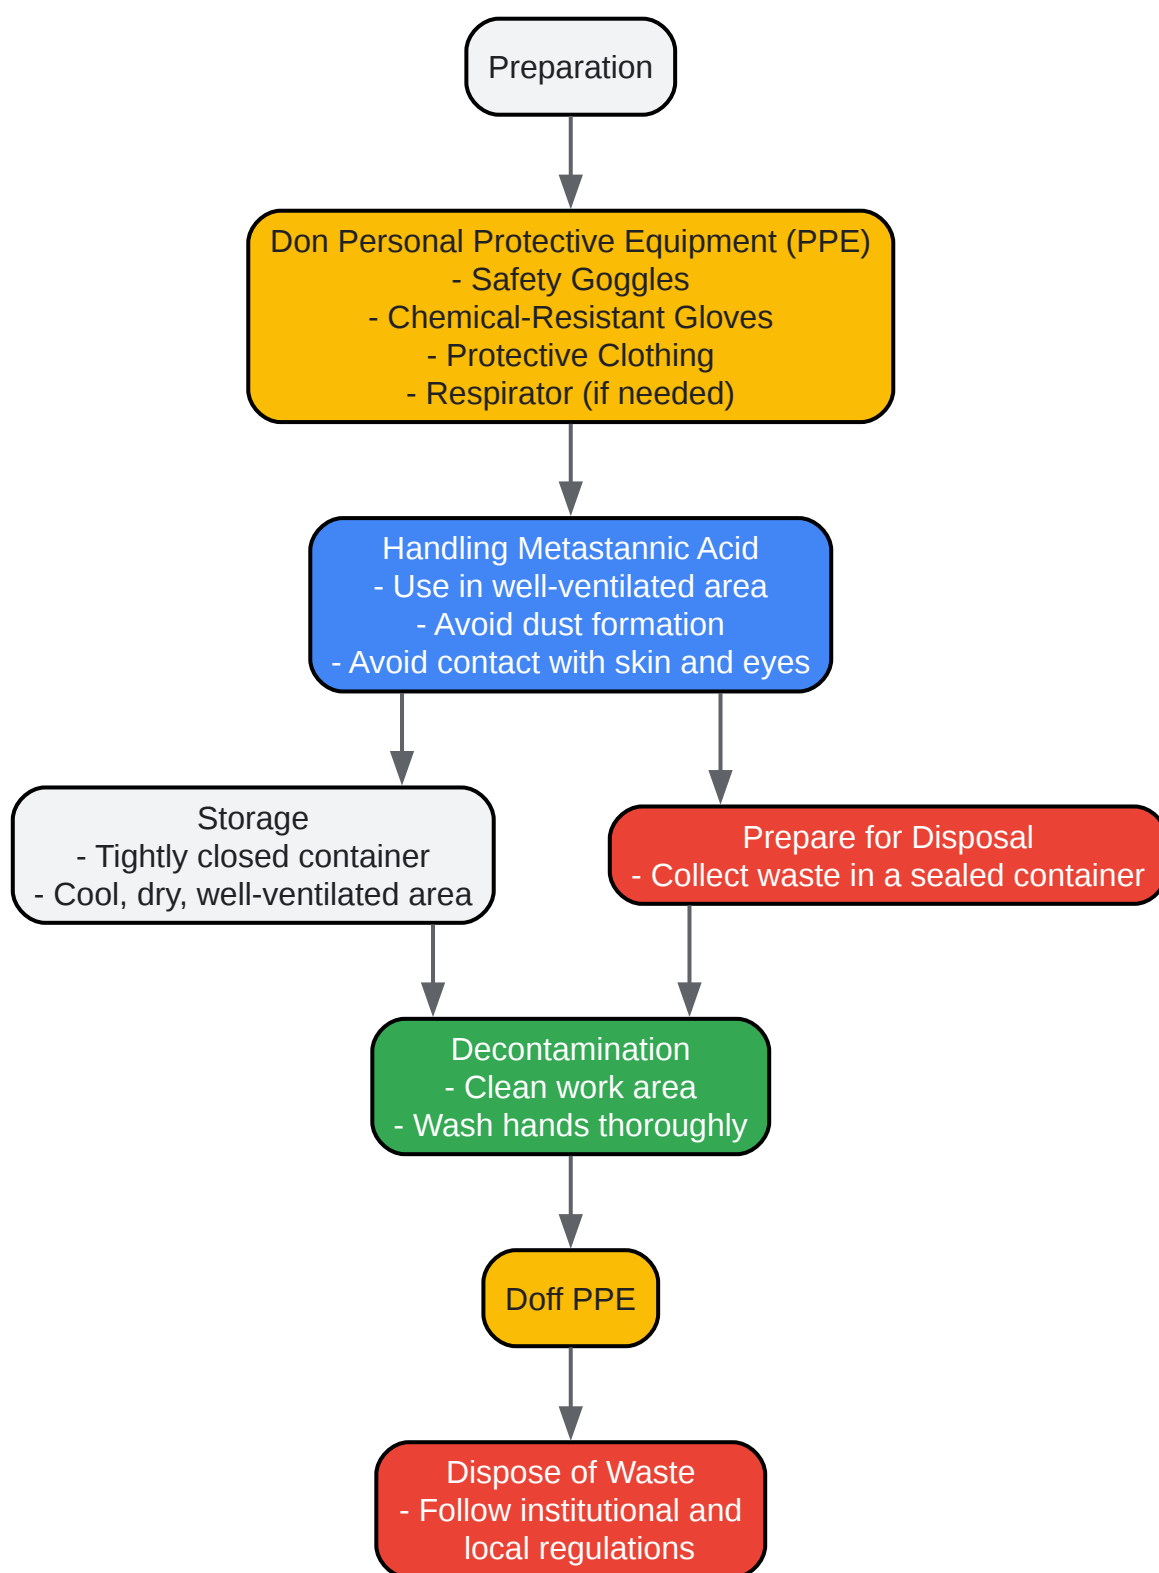 Preparation
Don Personal Protective Equipment (PPE)
- Safety Goggles
- Chemical-Resistant Gloves
- Protective Clothing
- Respirator (if needed)
Handling Metastannic Acid
- Use in well-ventilated area
- Avoid dust formation
- Avoid contact with skin and eyes
Storage
- Tightly closed container
- Cool, dry, well-ventilated area
Prepare for Disposal
- Collect waste in a sealed container
Decontamination
- Clean work area
- Wash hands thoroughly
Doff PPE
Dispose of Waste
- Follow institutional and
local regulations